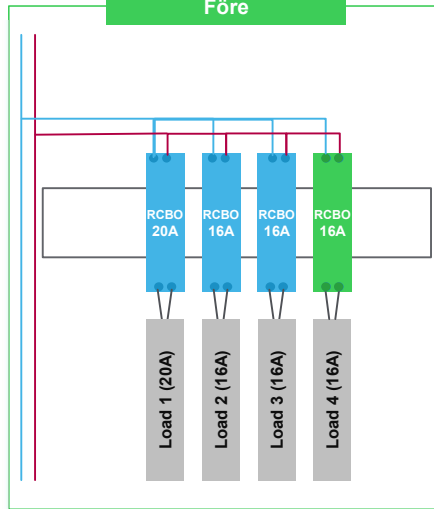 Före
RCBO
20A
RCBO
16A
RCBO
16A
RCBO
16A
Load 1 (20A)
Load 2 (16A)
Load 3 (16A)
Load 4 (16A)